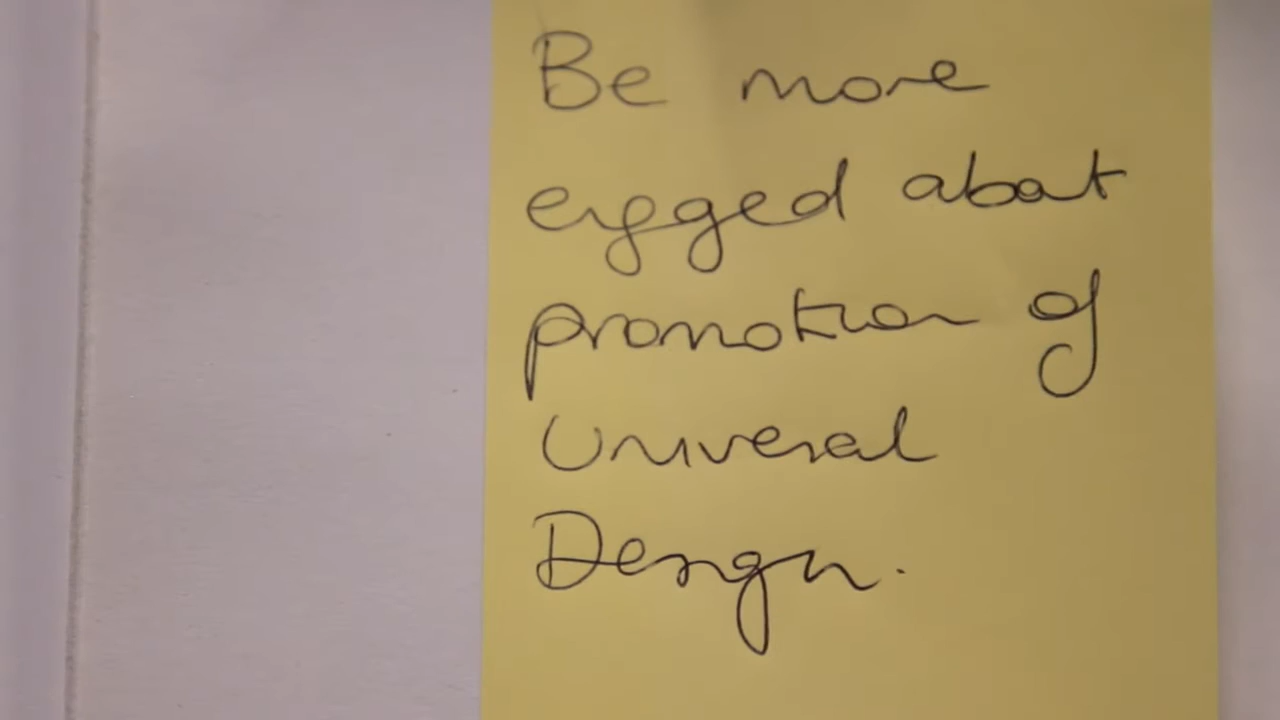 Be more
engaged about
promotion of
Universal
Design.